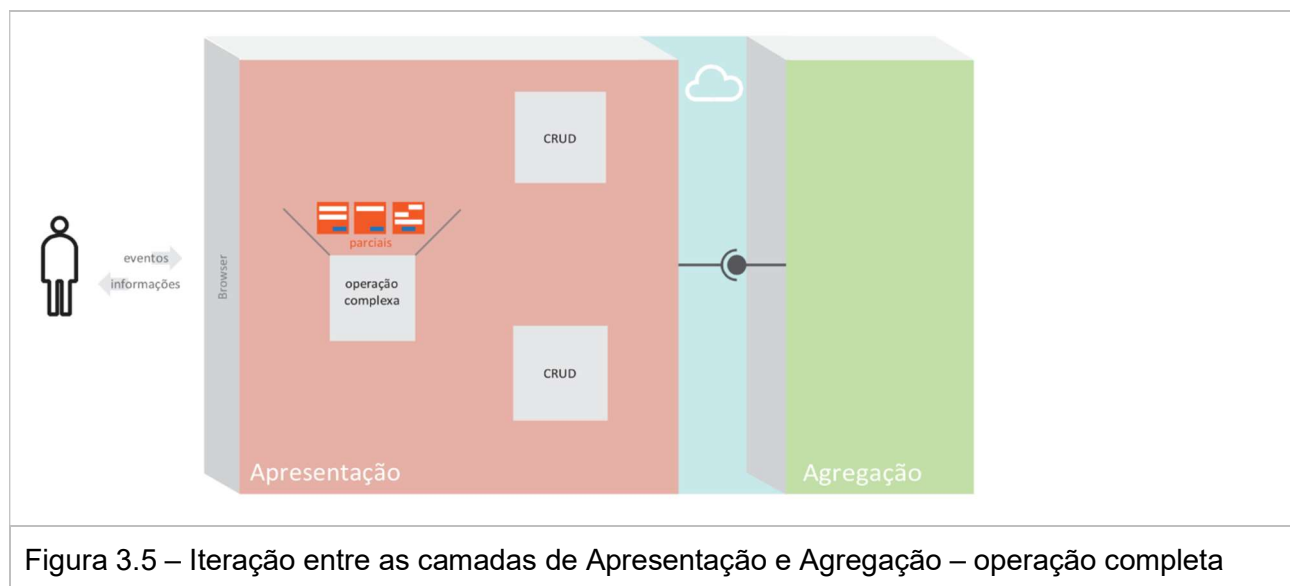 CRUD
parciais
eventos
informações
Browser
operação
complexa
CRUD
Apresentação
Agregação
Figura 3.5 – Iteração entre as camadas de Apresentação e Agregação – operação completa